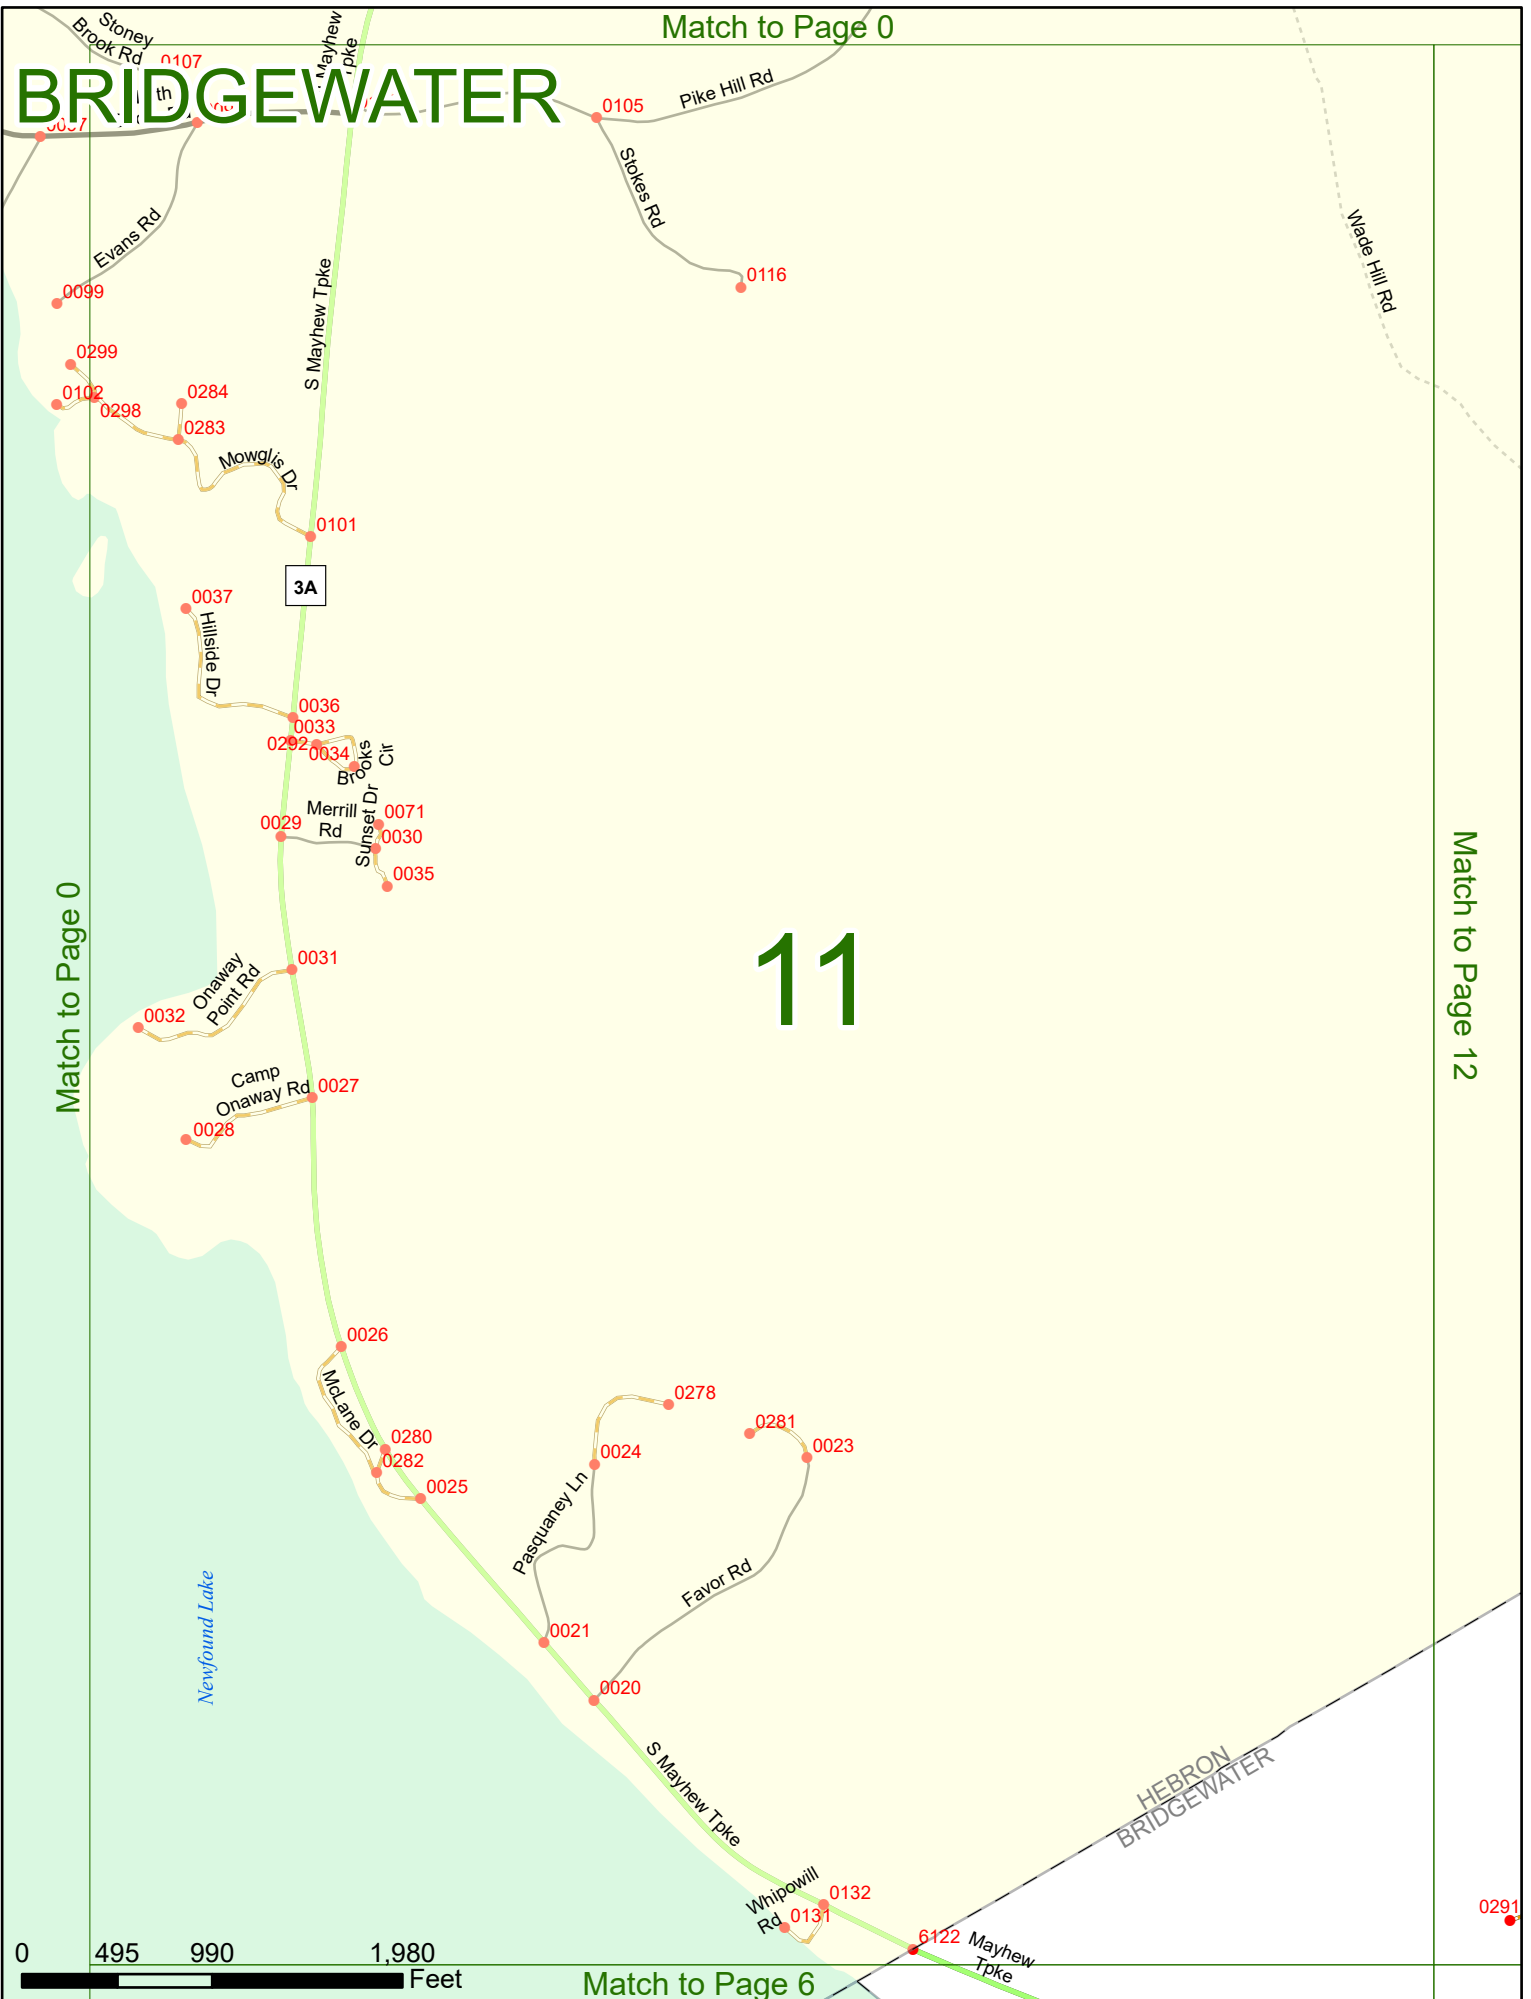 Match to Page 0
Stoney
Brook Rd
Mayhew
0107
BRIDGEWATER
0105
Pike Hill Rd
Stokes Rd
0116
Wade Hill Rd
Evans Rd
0099
S Mayhew Tpke
0299
0102
0298
0284
0283
Mowglis Dr
0101
3A
0037
Hillside Dr
0036
0033
0292
0034
Brooks
Cir
Merrill
Rd
0029
Sunset Dr
0071
0030
0035
Match to Page 0
11
Match to Page 12
0031
Onaway
Point Rd
0032
Camp
Onaway Rd
0027
0028
0026
McLane Dr
0280
0282
0025
0278
0024
0281
0023
Pasquaney Ln
Favor Rd
0021
0020
Newfound Lake
S Mayhew Tpke
HEBRON
BRIDGEWATER
Whipowill
Rd
0132
0131
6122
Mayhew
Tpke
0291
0 495 990 1,980
Feet
Match to Page 6